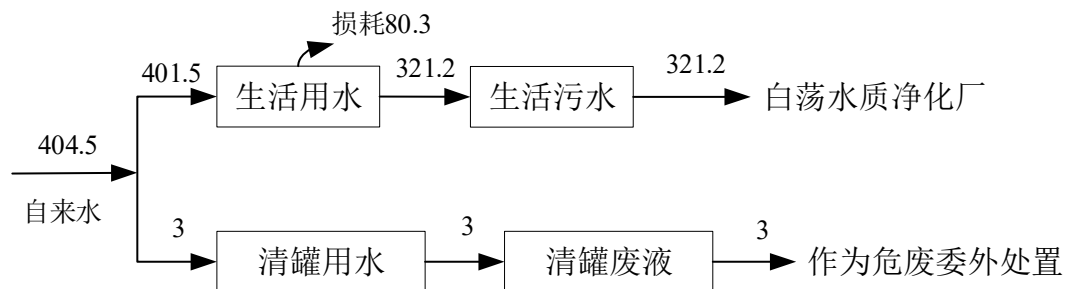 损耗80.3
401.5
生活用水
321.2
生活污水
321.2
白荡水质净化厂
404.5
自来水
3
清罐用水
3
清罐废液
3
作为危废委外处置